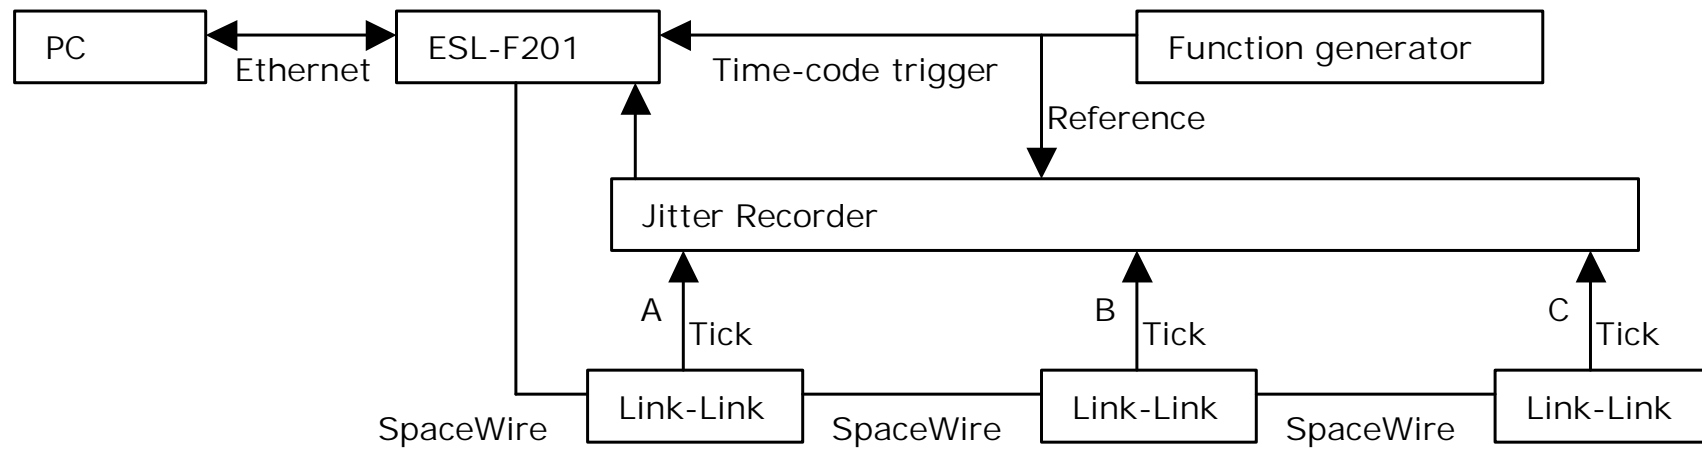 PC
ESL-F201
Function generator
Ethernet
Time-code trigger
Reference
Jitter Recorder
A
B
C
Tick
Tick
Tick
Link-Link
Link-Link
Link-Link
SpaceWire
SpaceWire
SpaceWire